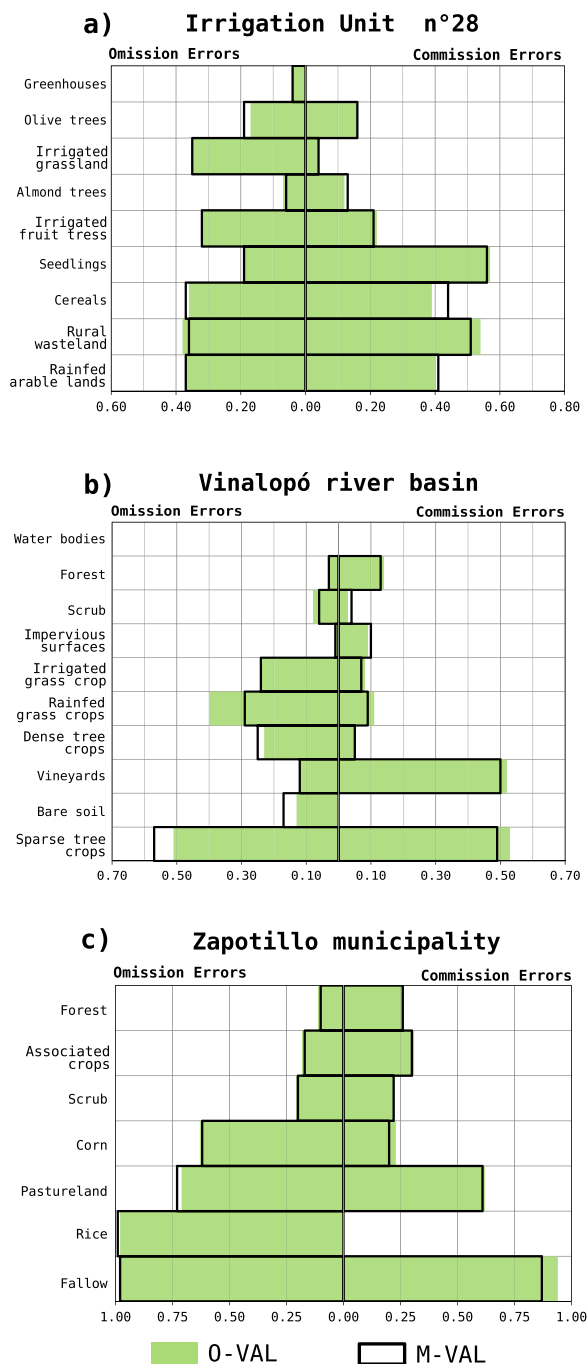 a) Irrigation Unit n°28
Omission Errors Commission Errors
Greenhouses
Olive trees
Irrigated
grassland
Almond trees
Irrigated
fruit tress
Seedlings
Cereals
Rural
wasteland
Rainfed
arable lands
0.60 0.40 0.20 0.00 0.20 0.40 0.60 0.80
b) Vinalopó river basin
Omission Errors Commission Errors
Water bodies
Forest
Scrub
Impervious
surfaces
Irrigated
grass crop
Rainfed
grass crops
Dense tree
crops
Vineyards
Bare soil
Sparse tree
crops
0.70 0.50 0.30 0.10 0.10 0.30 0.50 0.70
c) Zapotillo municipality
Omission Errors Commission Errors
Forest
Associated
crops
Scrub
Corn
Pastureland
Rice
Fallow
1.00 0.75 0.50 0.25 0.00 0.25 0.50 0.75 1.00
O-VAL M-VAL